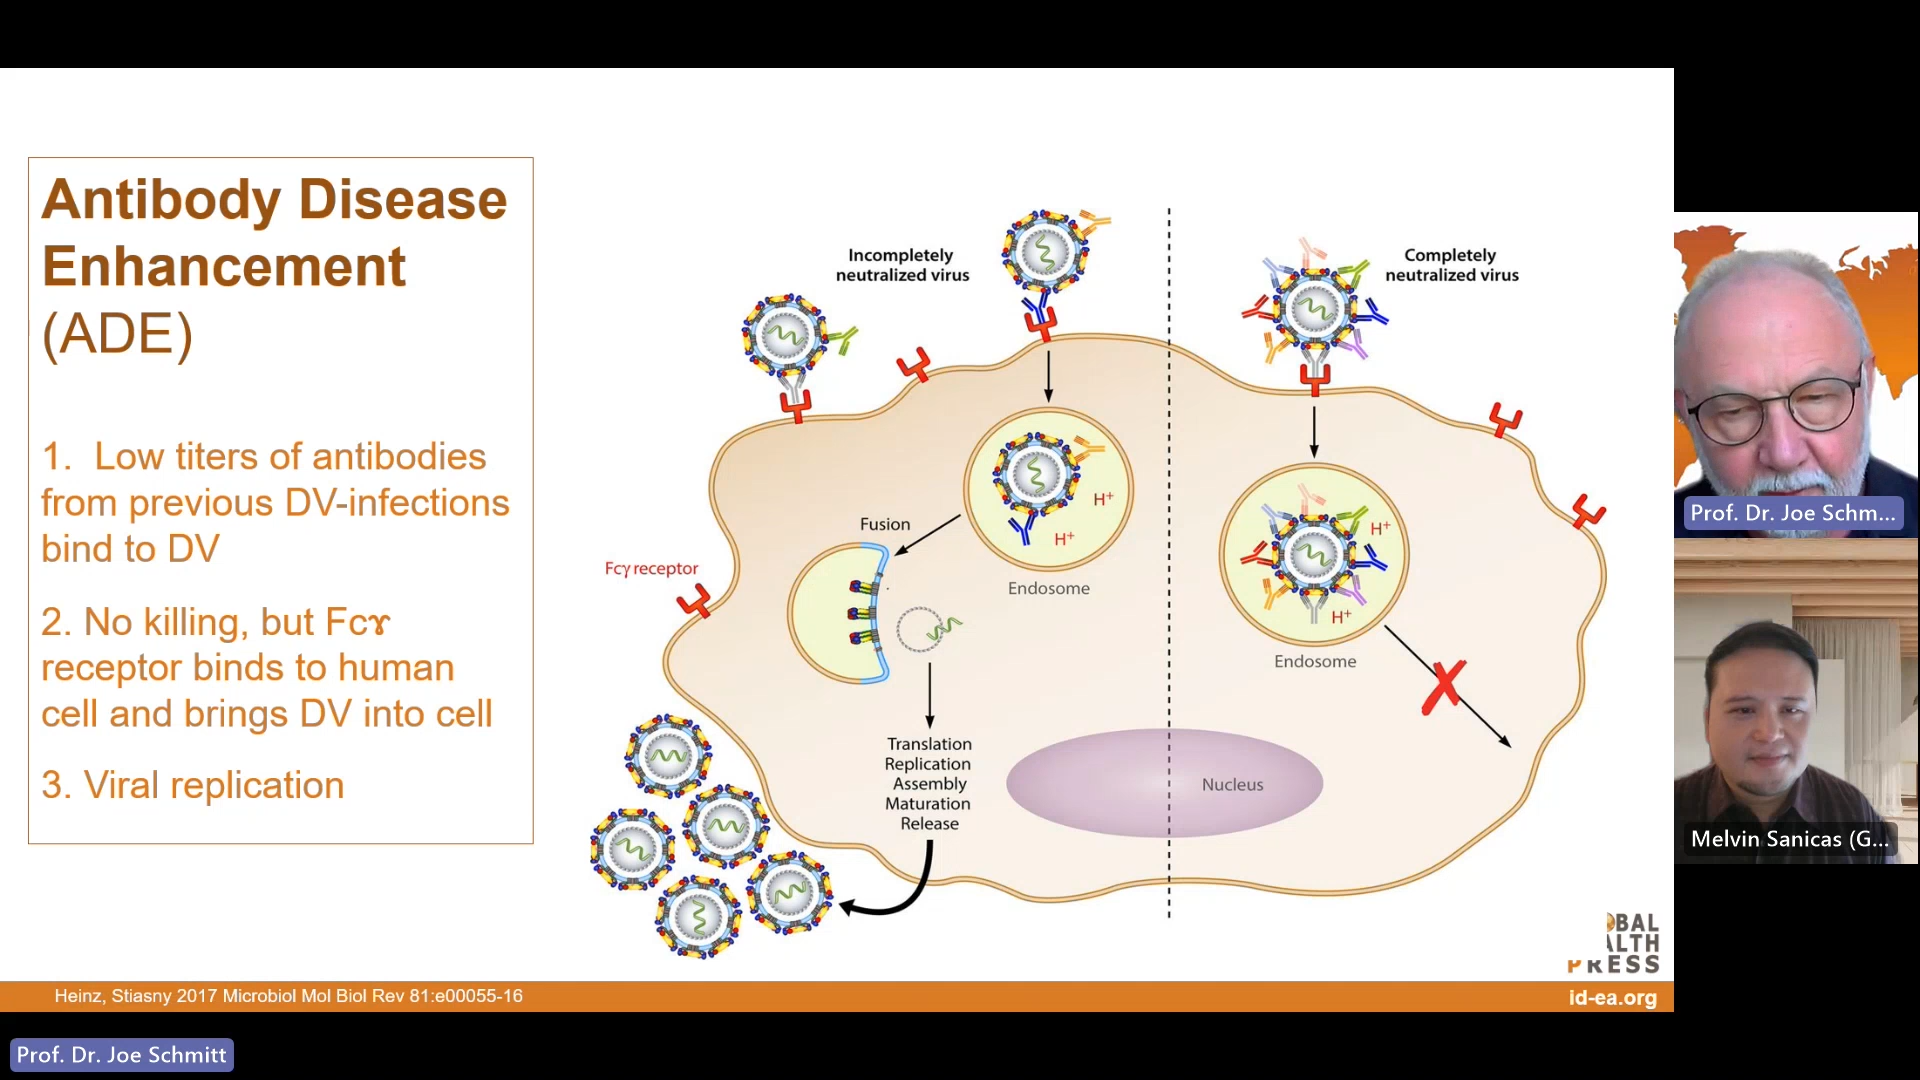 Antibody Disease
Enhancement
(ADE)
1. Low titers of antibodies
from previous DV-infections
bind to DV
2. No killing, but Fcɤ
receptor binds to human
cell and brings DV into cell
3. Viral replication
Incompletely
neutralized virus
Completely
neutralized virus
H⁺
H⁺
Endosome
Fusion
Fcγ receptor
Translation
Replication
Assembly
Maturation
Release
H⁺
H⁺
Endosome
Nucleus
BAL
ALTH
PRESS
Heinz, Stiasny 2017 Microbiol Mol Biol Rev 81:e00055-16
id-ea.org
Prof. Dr. Joe Schm...
Melvin Sanicas (G...
Prof. Dr. Joe Schmitt